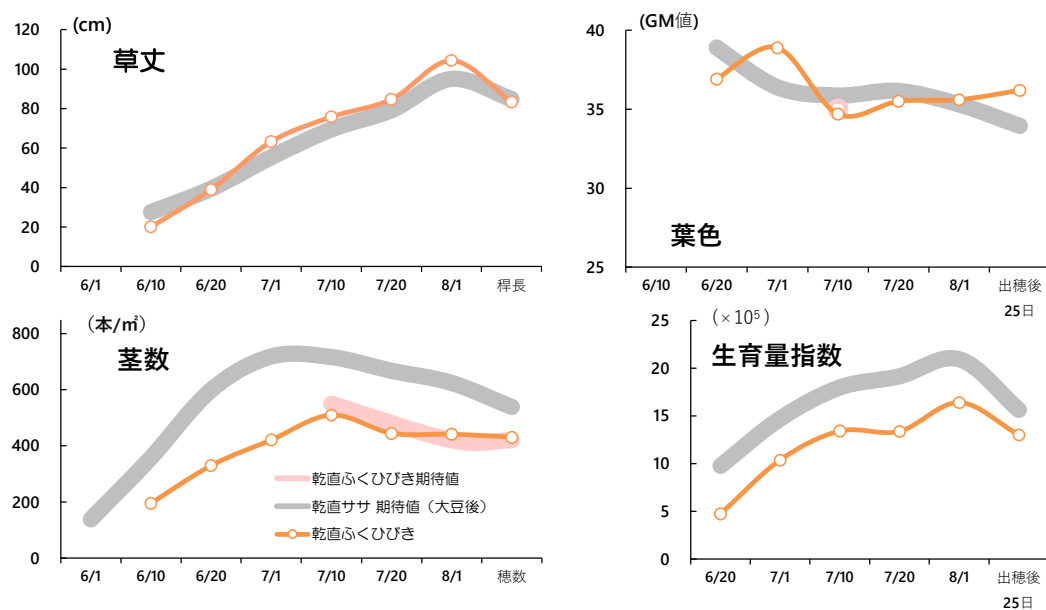 (cm)
草丈
120
100
80
60
40
20
0
6/1 6/10 6/20 7/1 7/10 7/20 8/1 稈長
(GM値)
40
35
30
25
葉色
6/10 6/20 7/1 7/10 7/20 8/1 出穂後
25日
（本/㎡）
茎数
800
600
400
200
0
乾直ふくひびき期待値
乾直ササ 期待値（大豆後）
乾直ふくひびき
6/1 6/10 6/20 7/1 7/10 7/20 8/1 穂数
（×10⁵）
生育量指数
25
20
15
10
5
0
6/20 7/1 7/10 7/20 8/1 出穂後
25日